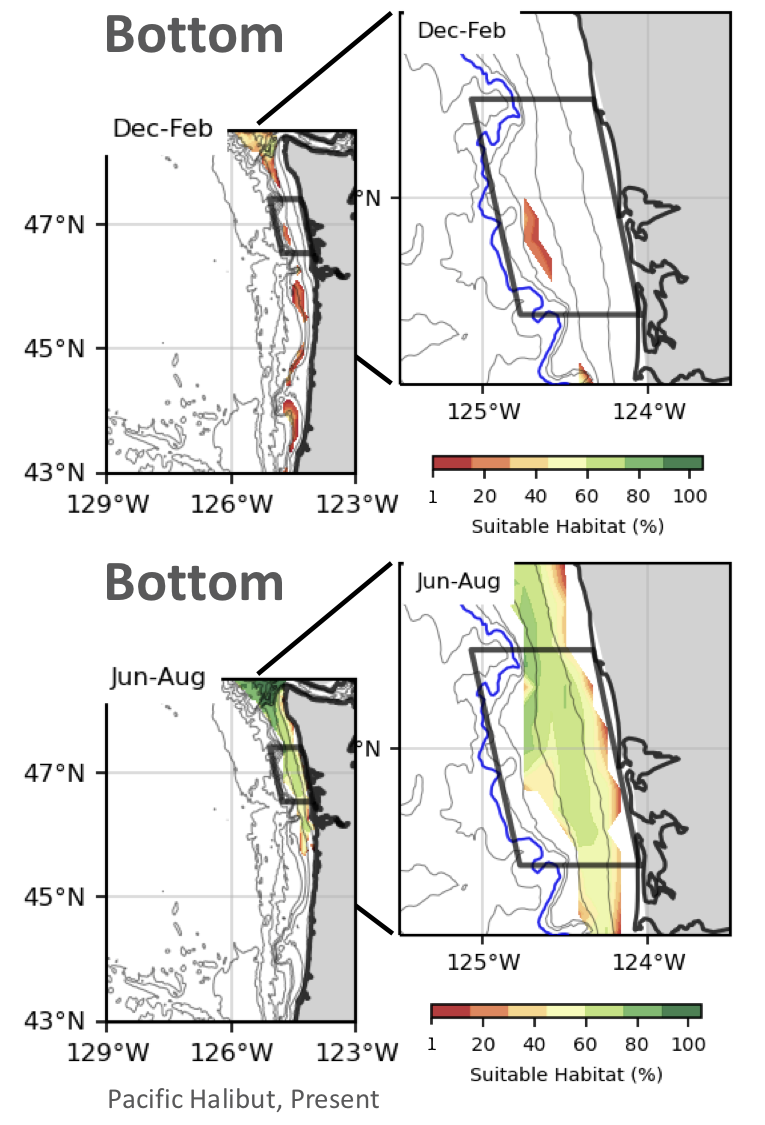 Bottom
Dec-Feb
Dec-Feb
47°N
°N
45°N
43°N
129°W 126°W 123°W
125°W 124°W
1 20 40 60 80 100
Suitable Habitat (%)
Bottom
Jun-Aug
Jun-Aug
47°N
°N
45°N
43°N
129°W 126°W 123°W
125°W 124°W
1 20 40 60 80 100
Suitable Habitat (%)
Pacific Halibut, Present